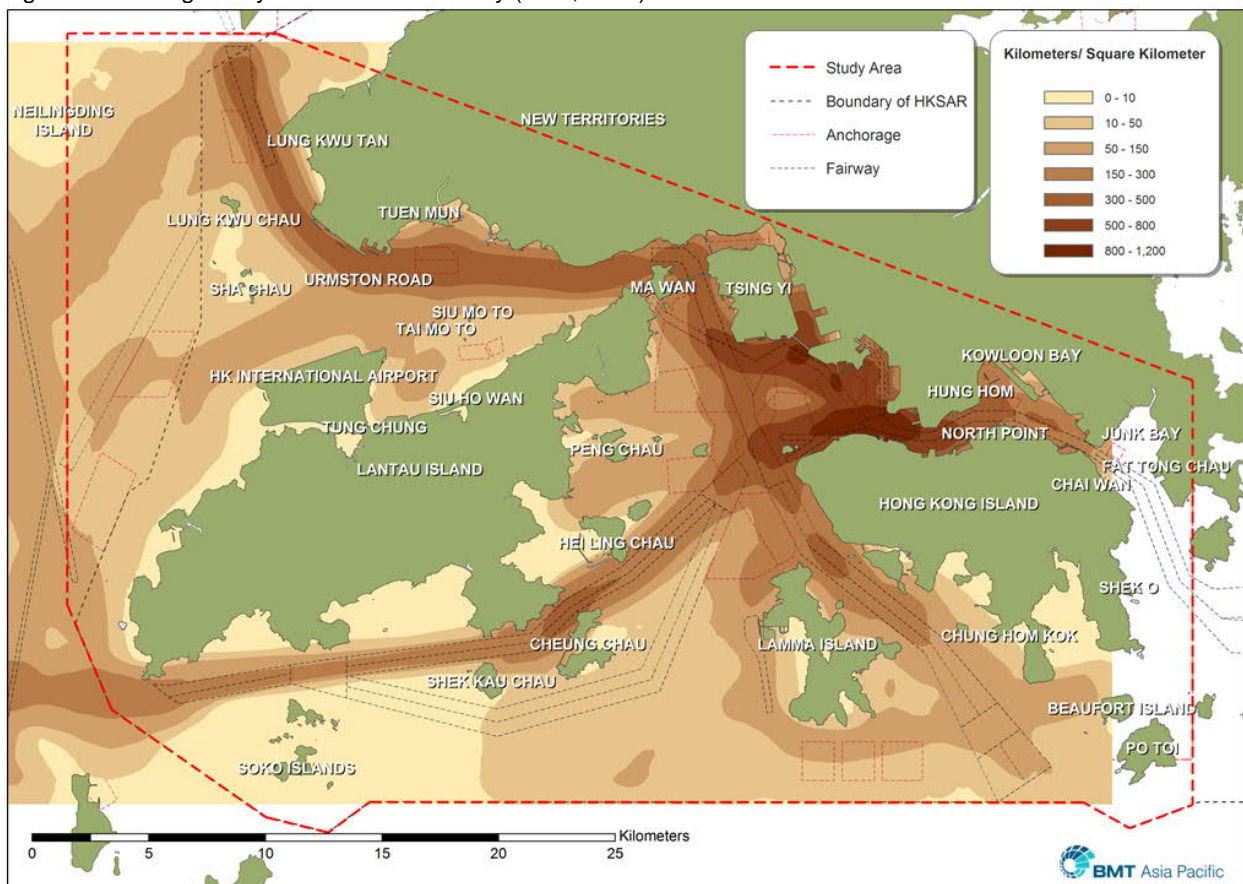 Study Area
Boundary of HKSAR
Anchorage
Fairway
Kilometers/ Square Kilometer
0 - 10
10 - 50
50 - 150
150 - 300
300 - 500
500 - 800
800 - 1,200
NEILINGDING
ISLAND
NEW TERRITORIES
LUNG KWU TAN
LUNG KWU CHAU
TUEN MUN
URMSTON ROAD
SHA CHAU
MA WAN
TSING YI
SIU MO TO
TAI MO TO
KOWLOON BAY
HK INTERNATIONAL AIRPORT
HUNG HOM
SIU HO WAN
TUNG CHUNG
NORTH POINT
JUNK BAY
PENG CHAU
LANTAU ISLAND
FAT TONG CHAU
CHAI WAN
HONG KONG ISLAND
HEI LING CHAU
SHEK O
CHEUNG CHAU
LAMMA ISLAND
CHUNG HOM KOK
SHEK KAU CHAU
BEAUFORT ISLAND
PO TOI
SOKO ISLANDS
Kilometers
0 5 10 15 20 25
BMT Asia Pacific